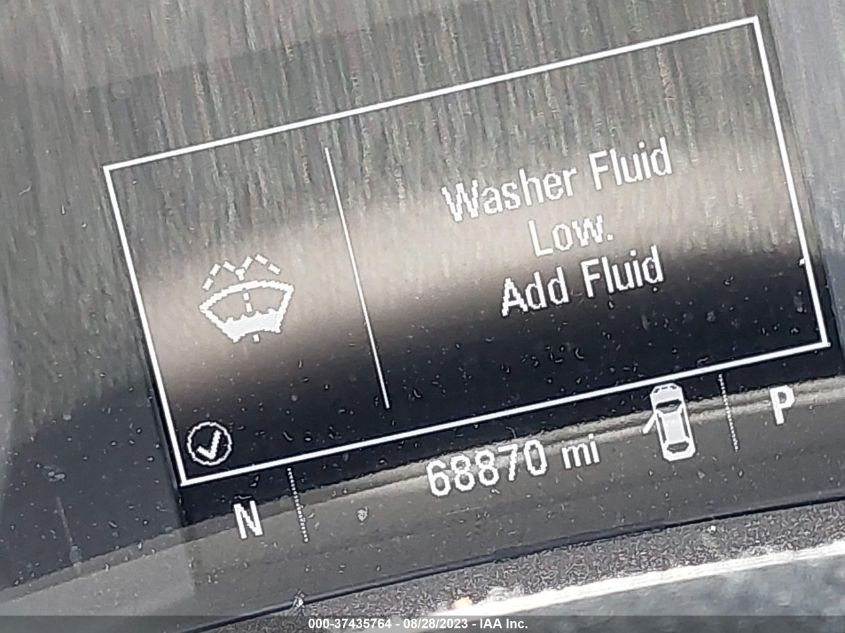 Washer Fluid
Low.
Add Fluid
N 68870 mi P
000-37435764 - 08/28/2023 - IAA Inc.